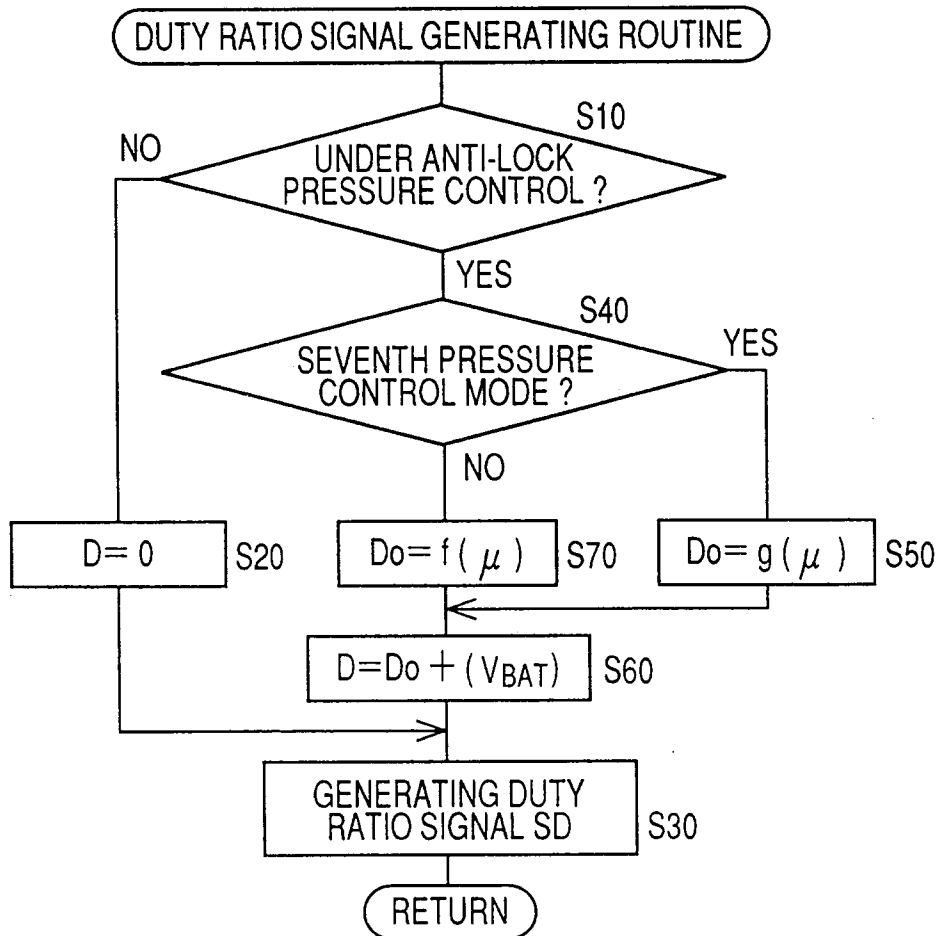 DUTY RATIO SIGNAL GENERATING ROUTINE
S10
NO
UNDER ANTI-LOCK
PRESSURE CONTROL ?
YES
S40
YES
SEVENTH PRESSURE
CONTROL MODE ?
NO
D= 0
S20
Do= f ( μ )
S70
Do= g ( μ )
S50
D=Do + ( VBAT)
S60
GENERATING DUTY
RATIO SIGNAL SD
S30
RETURN